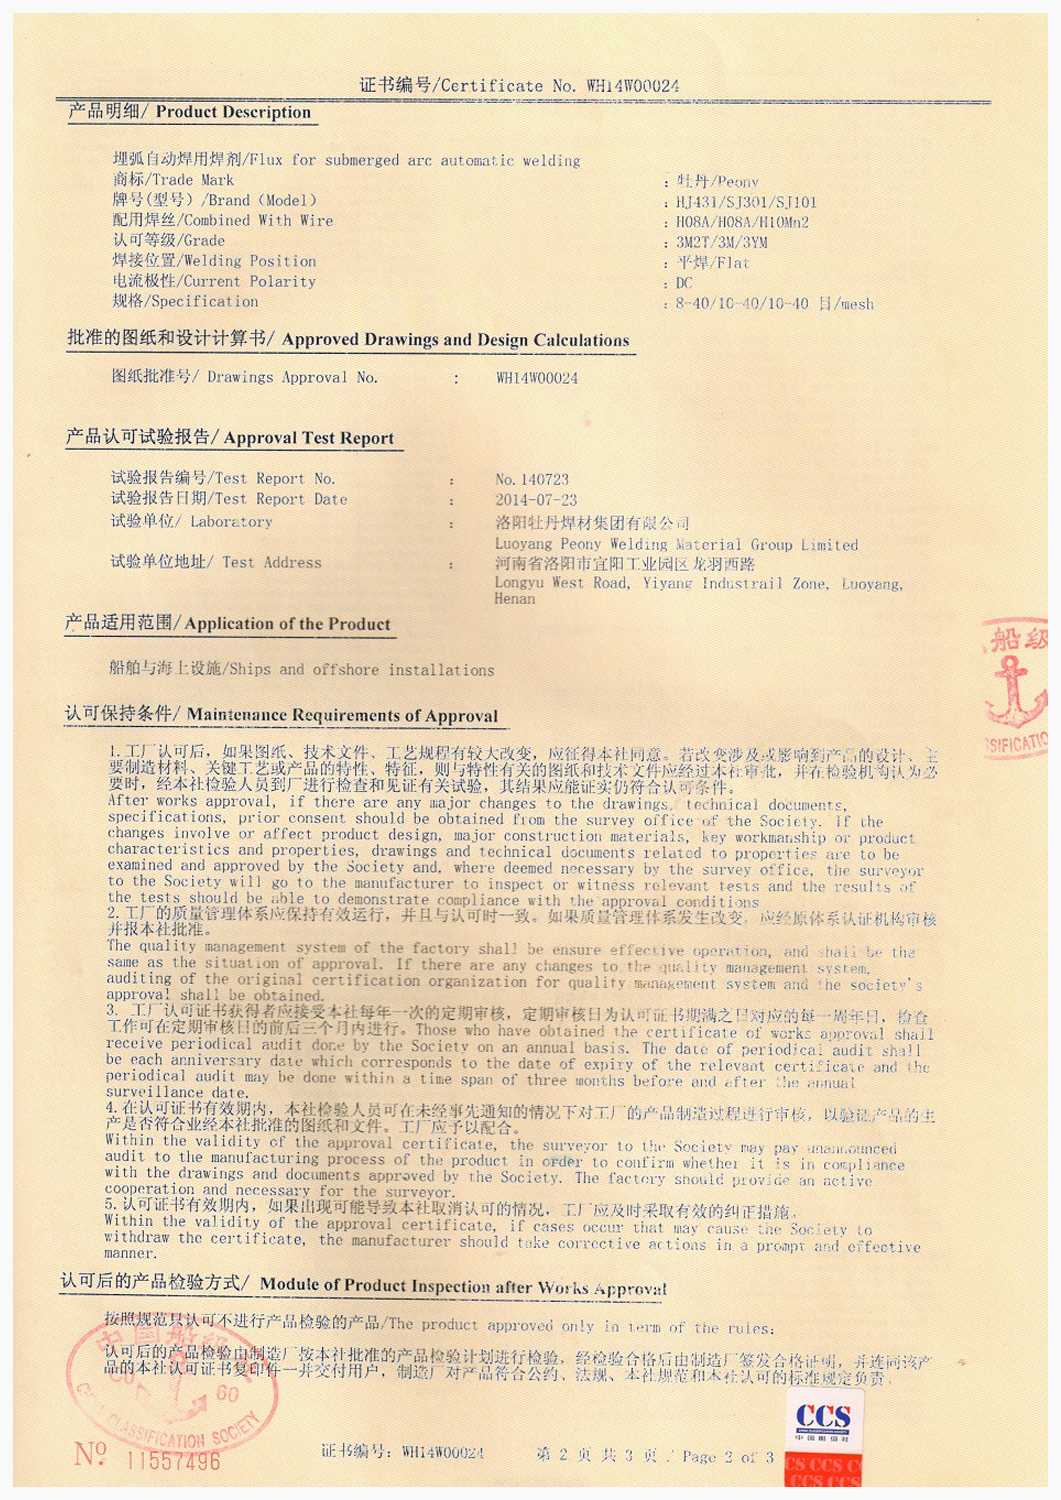 证书编号/Certificate No. WH14W00024
产品明细/ Product Description
埋弧自动焊用焊剂/Flux for submerged arc automatic welding
商标/Trade Mark : 牡丹/Peony
牌号(型号) /Brand (Model) : HJ431/SJ301/SJ101
配用焊丝/Combined With Wire : H08A/H08A/H10Mn2
认可等级/Grade : 3M2T/3M/3YM
焊接位置/Welding Position : 平焊/Flat
电流极性/Current Polarity : DC
规格/Specification : 8-40/10-40/10-40 目/mesh
批准的图纸和设计计算书/ Approved Drawings and Design Calculations
图纸批准号/ Drawings Approval No. : WH14W00024
产品认可试验报告/ Approval Test Report
试验报告编号/Test Report No. : No. 140723
试验报告日期/Test Report Date : 2014-07-23
试验单位/ Laboratory : 洛阳牡丹焊材集团有限公司
Luoyang Peony Welding Material Group Limited
试验单位地址/ Test Address : 河南省洛阳市宜阳工业园区龙羽西路
Longyu West Road, Yiyang Industrail Zone, Luoyang,
Henan
产品适用范围/ Application of the Product
船舶与海上设施/Ships and offshore installations
船级
SSIFICATIO
认可保持条件/ Maintenance Requirements of Approval
1. 工厂认可后，如果图纸、技术文件、工艺规程有较大改变，应征得本社同意。若改变涉及或影响到产品的设计、主
要制造材料、关键工艺或产品的特性、特征，则与特性有关的图纸和技术文件应经过本社审批，并在检验机构认为必
要时，经本社检验人员到厂进行检查和见证有关试验，其结果应能证实仍符合认可条件。
After works approval, if there are any major changes to the drawings, technical documents,
specifications, prior consent should be obtained from the survey office of the Society. If the
changes involve or affect product design, major construction materials, key workmanship or product
characteristics and properties, drawings and technical documents related to properties are to be
examined and approved by the Society and, where deemed necessary by the survey office, the surveyor
to the Society will go to the manufacturer to inspect or witness relevant tests and the results of
the tests should be able to demonstrate compliance with the approval conditions
2. 工厂的质量管理体系应保持有效运行，并且与认可时一致。如果质量管理体系发生改变，应经原体系认证机构审核
并报本社批准。
The quality management system of the factory shall be ensure effective operation, and shall be the
same as the situation of approval. If there are any changes to the quality management system,
auditing of the original certification organization for quality management system and the society's
approval shall be obtained.
3. 工厂认可证书获得者应接受本社每年一次的定期审核，定期审核日为认可证书期满之日对应的每一周年日，检查
工作可在定期审核日的前后三个月内进行。Those who have obtained the certificate of works approval shall
receive periodical audit done by the Society on an annual basis. The date of periodical audit shall
be each anniversary date which corresponds to the date of expiry of the relevant certificate and the
periodical audit may be done within a time span of three months before and after the annual
surveillance date.
4. 在认可证书有效期内，本社检验人员可在未经事先通知的情况下对工厂的产品制造过程进行审核，以验证产品的生
产是否符合业经本社批准的图纸和文件。工厂应予以配合。
Within the validity of the approval certificate, the surveyor to the Society may pay unannounced
audit to the manufacturing process of the product in order to confirm whether it is in compliance
with the drawings and documents approved by the Society. The factory should provide an active
cooperation and necessary for the surveyor.
5. 认可证书有效期内，如果出现可能导致本社取消认可的情况，工厂应及时采取有效的纠正措施。
Within the validity of the approval certificate, if cases occur that may cause the Society to
withdraw the certificate, the manufacturer should take corrective actions in a prompt and effective
manner.
认可后的产品检验方式/ Module of Product Inspection after Works Approval
按照规范只认可不进行产品检验的产品/The product approved only in term of the rules:
认可后的产品检验由制造厂按本社批准的产品检验计划进行检验，经检验合格后由制造厂签发合格证明，并连同该产
品的本社认可证书复印件一并交付用户，制造厂对产品符合公约、法规、本社规范和本社认可的标准规定负责。
中国船级
60
CLASSIFICATION SOCIETY
CCS
中国船级社
CS CCS C
CCS CCS
Nº 11557496
证书编号: WH14W00024 第 2 页 共 3 页 / Page 2 of 3